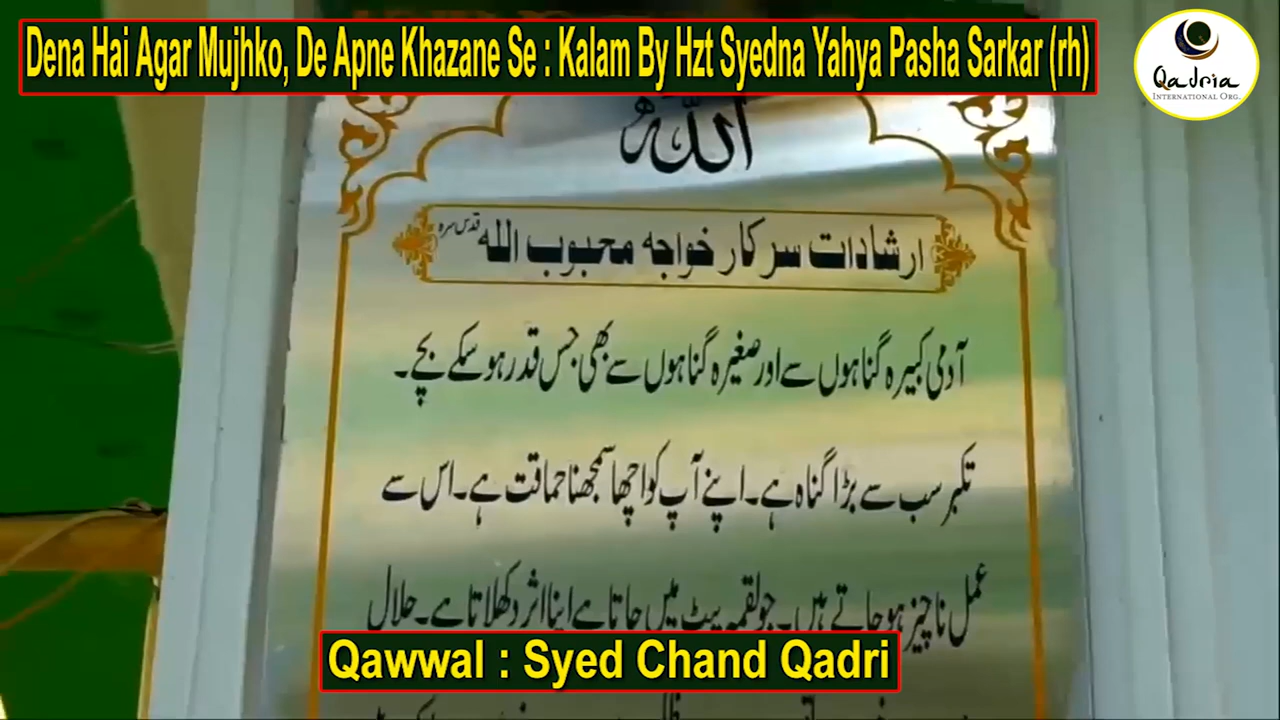 Dena Hai Agar Mujhko, De Apne Khazane Se : Kalam By Hzt Syedna Yahya Pasha Sarkar (rh)
Qadria
INTERNATIONAL ORG.
اللہ
ارشادات سرکار خواجہ محبوب اللہ قدس سرہ
آدمی کبیرہ گناہوں سے اور صغیرہ گناہوں سے بھی جس قدر ہو سکے بچے۔
تکبر سب سے بڑا گناہ ہے۔ اپنے آپ کو اچھا سمجھنا حماقت ہے۔ اس سے
عمل ناچیز ہو جاتے ہیں۔ جو لقمہ پیٹ میں جاتا ہے اپنا اثر دکھلاتا ہے۔ حلال
Qawwal : Syed Chand Qadri